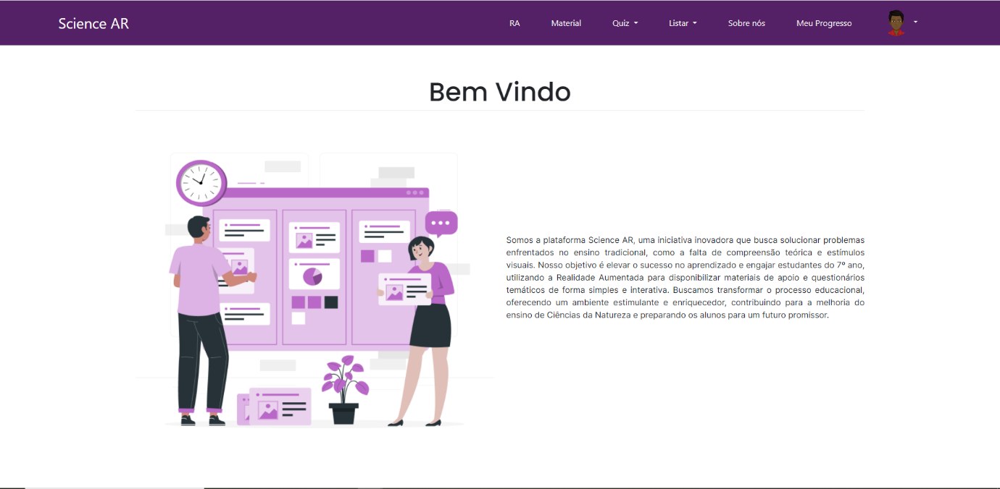 Science AR
RA
Material
Quiz
Listar
Sobre nós
Meu Progresso
Bem Vindo
Somos a plataforma Science AR, uma iniciativa inovadora que busca solucionar problemas
enfrentados no ensino tradicional, como a falta de compreensão teórica e estímulos
visuais. Nosso objetivo é elevar o sucesso no aprendizado e engajar estudantes do 7º ano,
utilizando a Realidade Aumentada para disponibilizar materiais de apoio e questionários
temáticos de forma simples e interativa. Buscamos transformar o processo educacional,
oferecendo um ambiente estimulante e enriquecedor, contribuindo para a melhoria do
ensino de Ciências da Natureza e preparando os alunos para um futuro promissor.